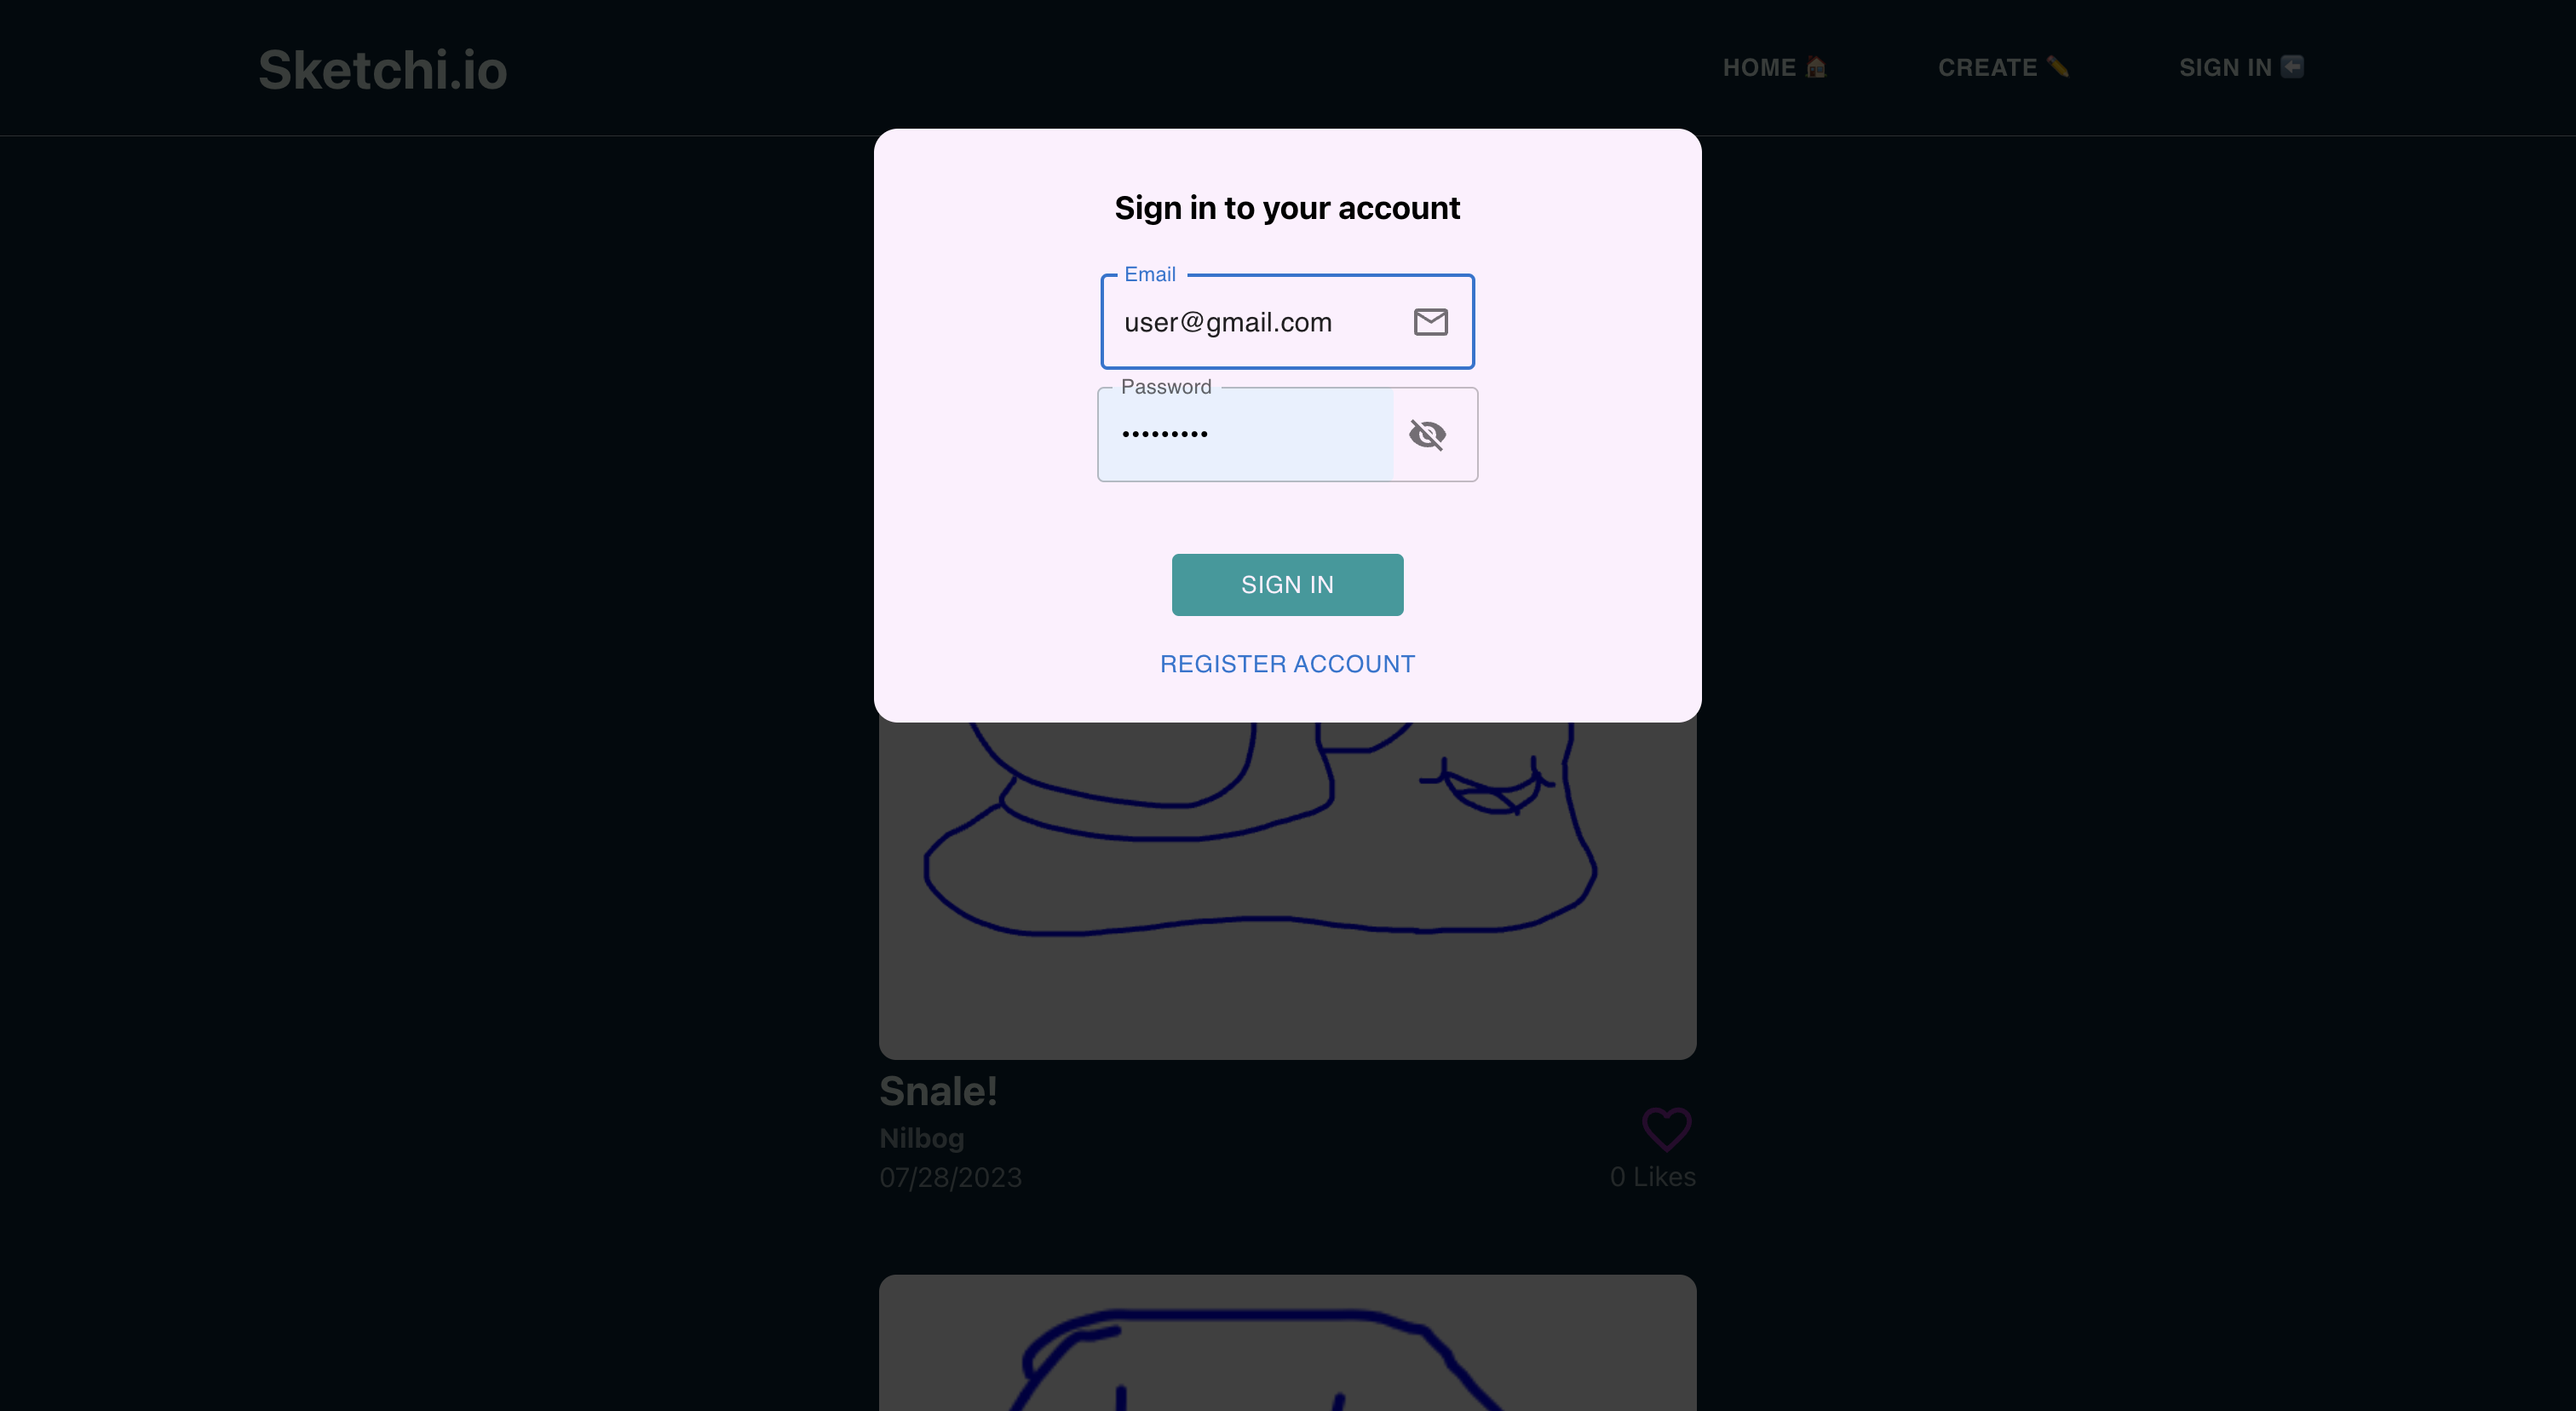 Sketchi.io
HOME 🏠 CREATE ✏️ SIGN IN ⬅️
Sign in to your account
Email
user@gmail.com
Password
•••••••••
SIGN IN
REGISTER ACCOUNT
Snale!
Nilbog
07/28/2023
0 Likes